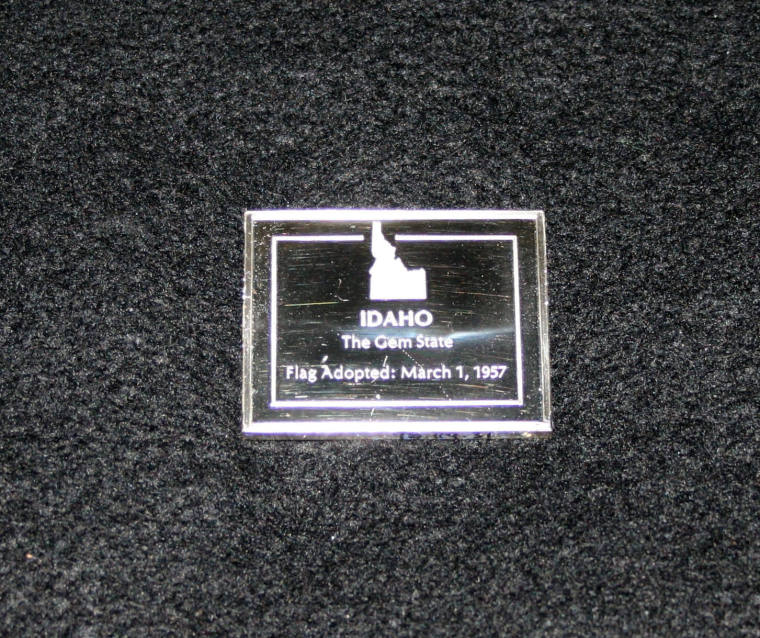 IDAHO
The Gem State
Flag Adopted: March 1, 1957